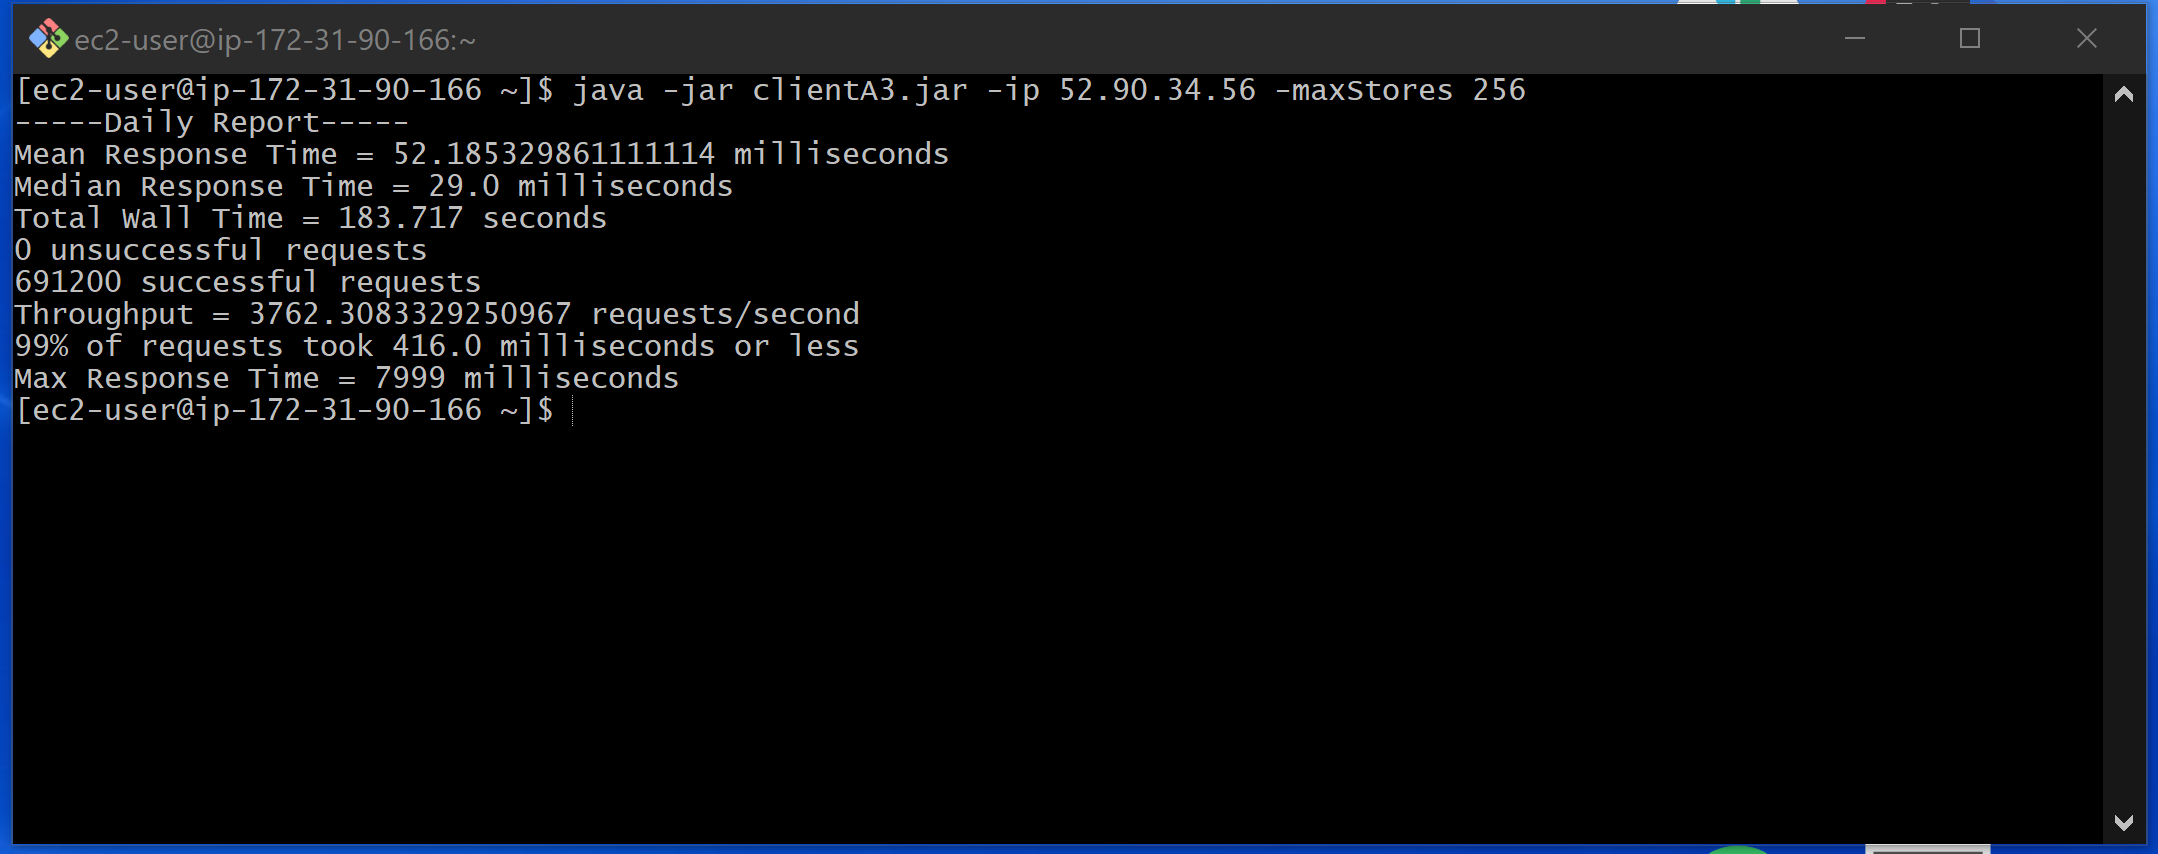 ec2-user@ip-172-31-90-166:~
[ec2-user@ip-172-31-90-166 ~]$ java -jar clientA3.jar -ip 52.90.34.56 -maxStores 256
-----Daily Report-----
Mean Response Time = 52.185329861111114 milliseconds
Median Response Time = 29.0 milliseconds
Total Wall Time = 183.717 seconds
0 unsuccessful requests
691200 successful requests
Throughput = 3762.3083329250967 requests/second
99% of requests took 416.0 milliseconds or less
Max Response Time = 7999 milliseconds
[ec2-user@ip-172-31-90-166 ~]$